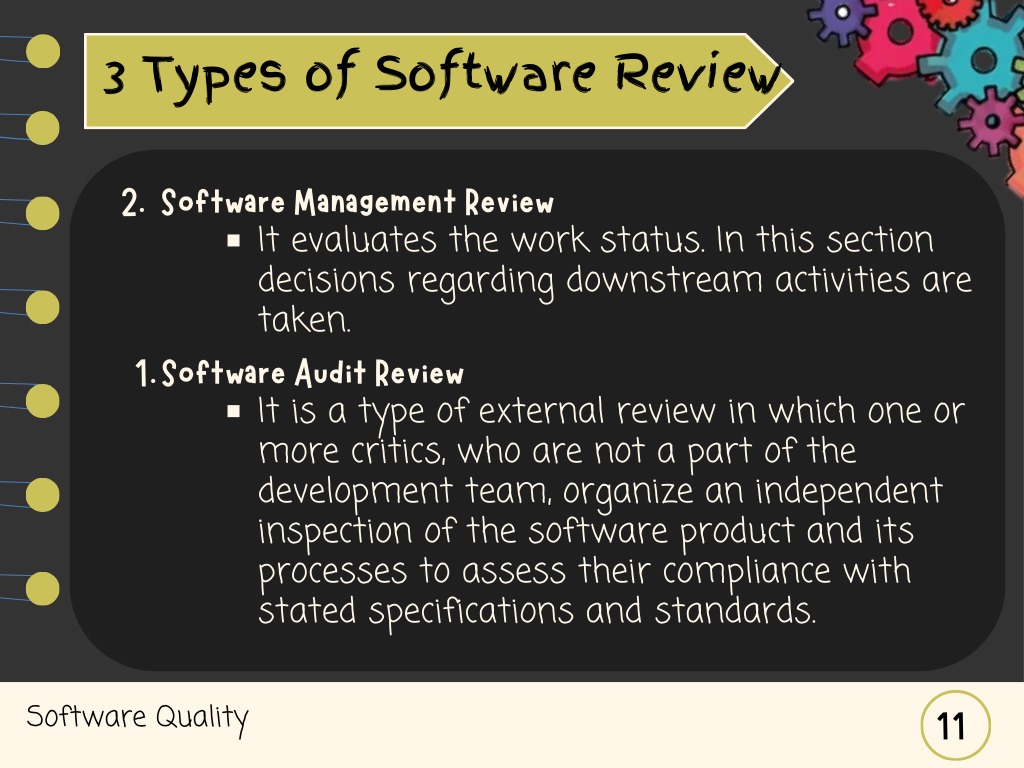 3 Types of Software Review
2. Software Management Review
▪ It evaluates the work status. In this section
decisions regarding downstream activities are
taken.
1. Software Audit Review
▪ It is a type of external review in which one or
more critics, who are not a part of the
development team, organize an independent
inspection of the software product and its
processes to assess their compliance with
stated specifications and standards.
Software Quality
11